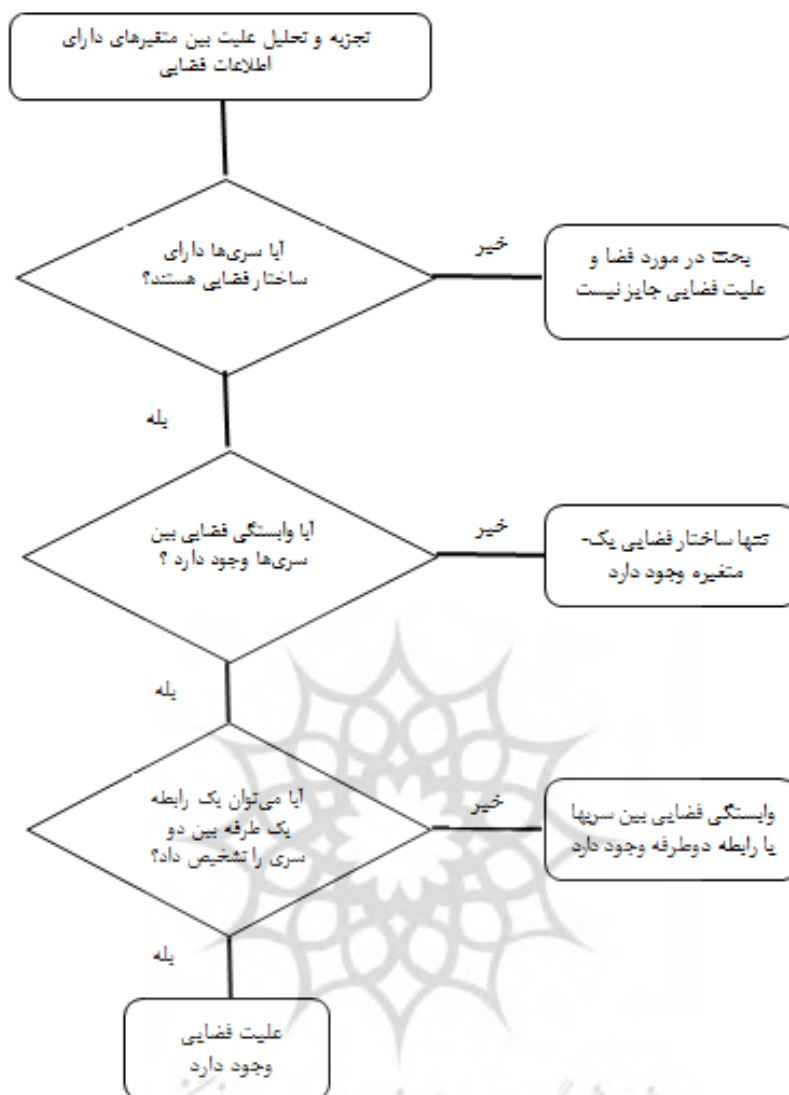 تجزیه و تحلیل علیت بین متغیرهای دارای
اطلاعات فضایی
آیا سری‌ها دارای
ساختار فضایی هستند؟
خیر
بحث در مورد فضا و
علیت فضایی جایز نیست
بله
آیا وابستگی فضایی بین
سری‌ها وجود دارد ؟
خیر
تنها ساختار فضایی یک-
متغیره وجود دارد
بله
آیا می‌توان یک رابطه
یک طرفه بین دو
سری را تشخیص داد؟
خیر
وابستگی فضایی بین سریها
یا رابطه دوطرفه وجود دارد
بله
علیت فضایی
وجود دارد